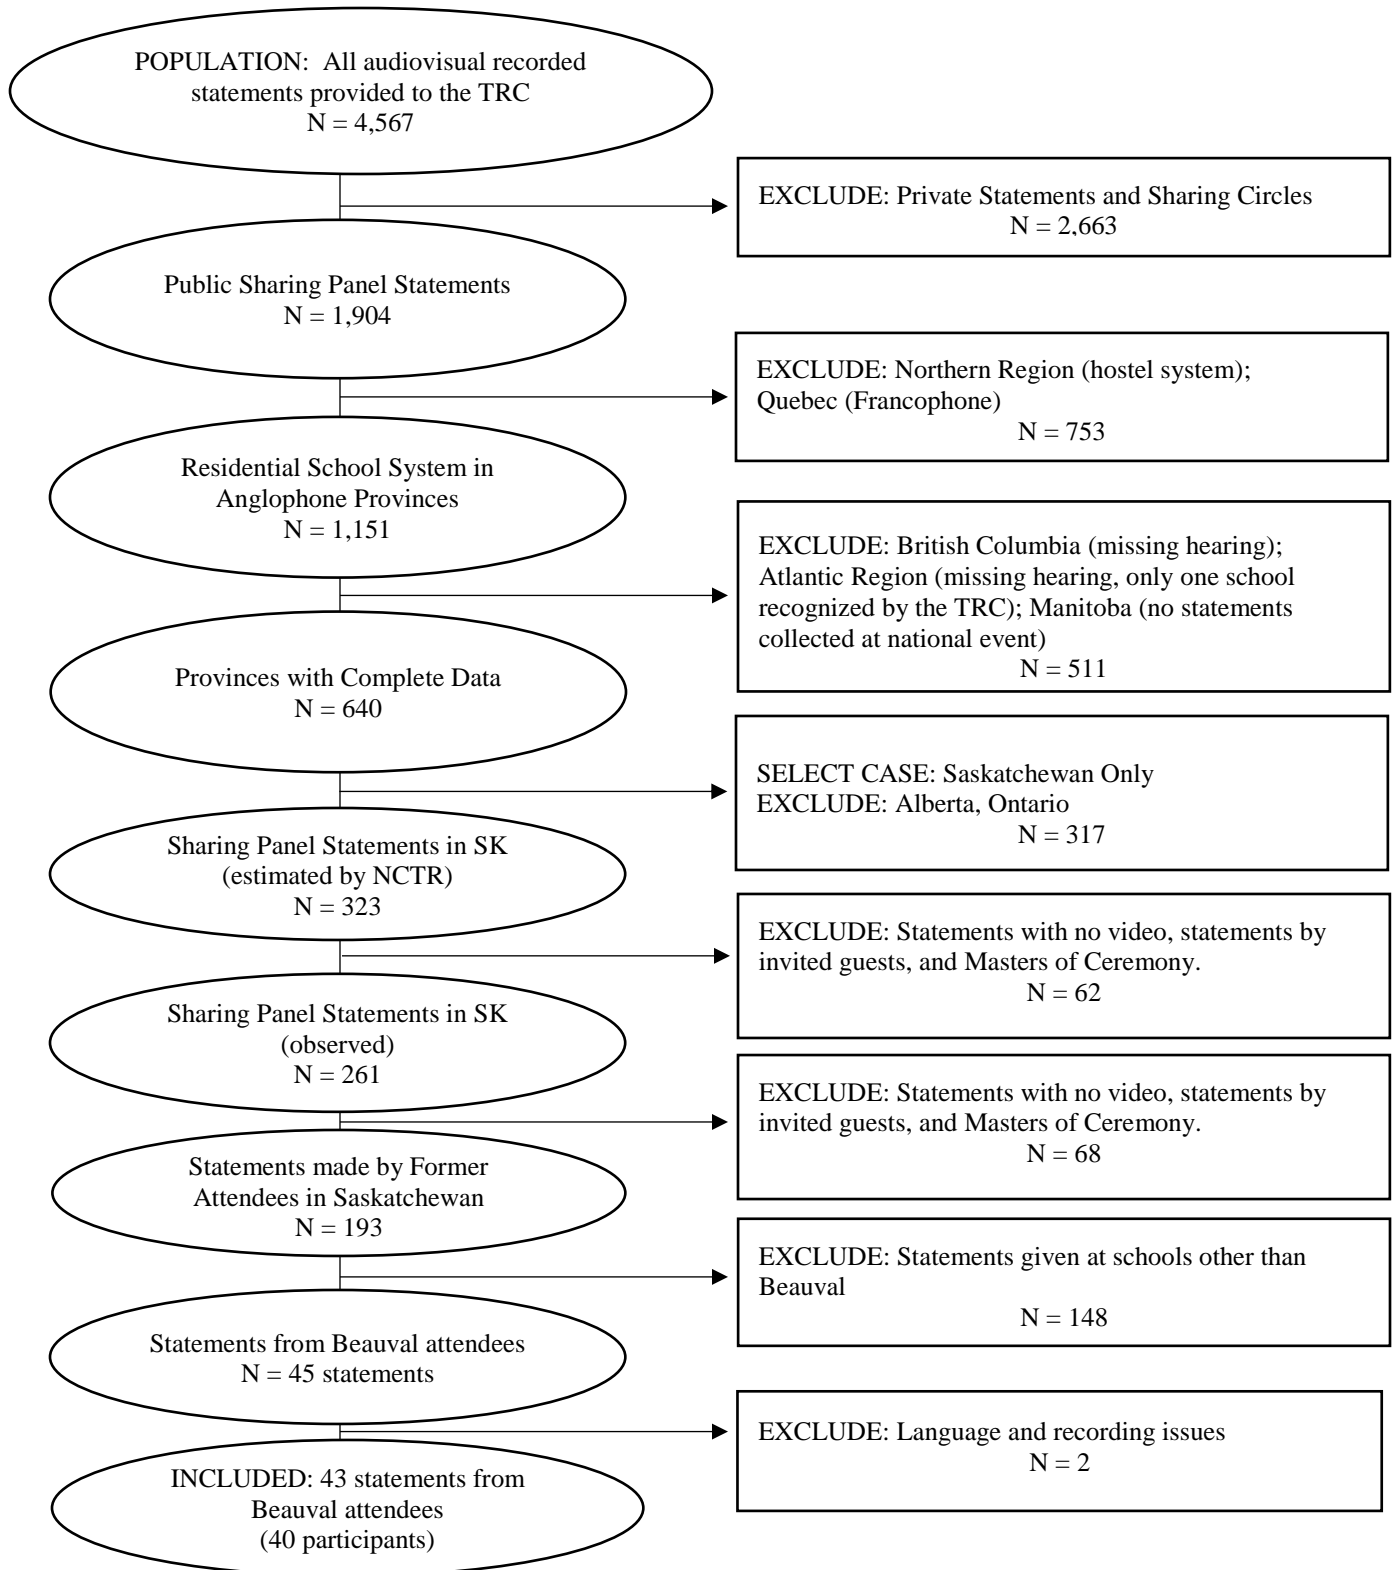 POPULATION: All audiovisual recorded
statements provided to the TRC
N = 4,567
EXCLUDE: Private Statements and Sharing Circles
N = 2,663
Public Sharing Panel Statements
N = 1,904
EXCLUDE: Northern Region (hostel system);
Quebec (Francophone)
N = 753
Residential School System in
Anglophone Provinces
N = 1,151
EXCLUDE: British Columbia (missing hearing);
Atlantic Region (missing hearing, only one school
recognized by the TRC); Manitoba (no statements
collected at national event)
N = 511
Provinces with Complete Data
N = 640
SELECT CASE: Saskatchewan Only
EXCLUDE: Alberta, Ontario
N = 317
Sharing Panel Statements in SK
(estimated by NCTR)
N = 323
EXCLUDE: Statements with no video, statements by
invited guests, and Masters of Ceremony.
N = 62
Sharing Panel Statements in SK
(observed)
N = 261
EXCLUDE: Statements with no video, statements by
invited guests, and Masters of Ceremony.
N = 68
Statements made by Former
Attendees in Saskatchewan
N = 193
EXCLUDE: Statements given at schools other than
Beauval
N = 148
Statements from Beauval attendees
N = 45 statements
EXCLUDE: Language and recording issues
N = 2
INCLUDED: 43 statements from
Beauval attendees
(40 participants)